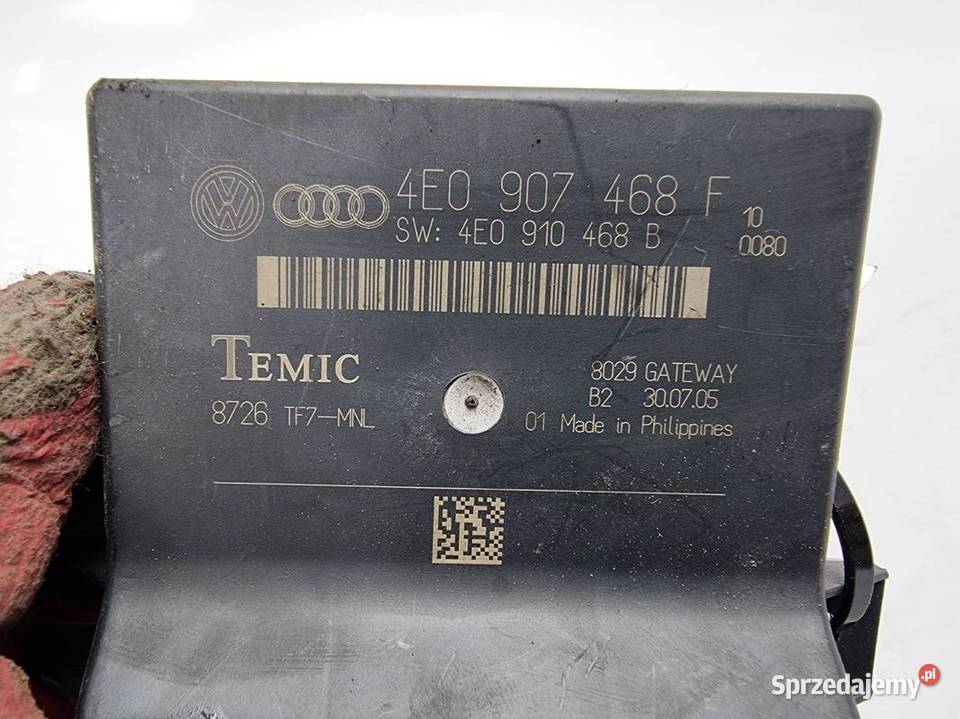 4E0 907 468 F 10
SW: 4E0 910 468 B 0080
TEMIC
8029 GATEWAY
8726 TF7-MNL
B2 30.07.05
01 Made in Philippines
Sprzedajemy.pl